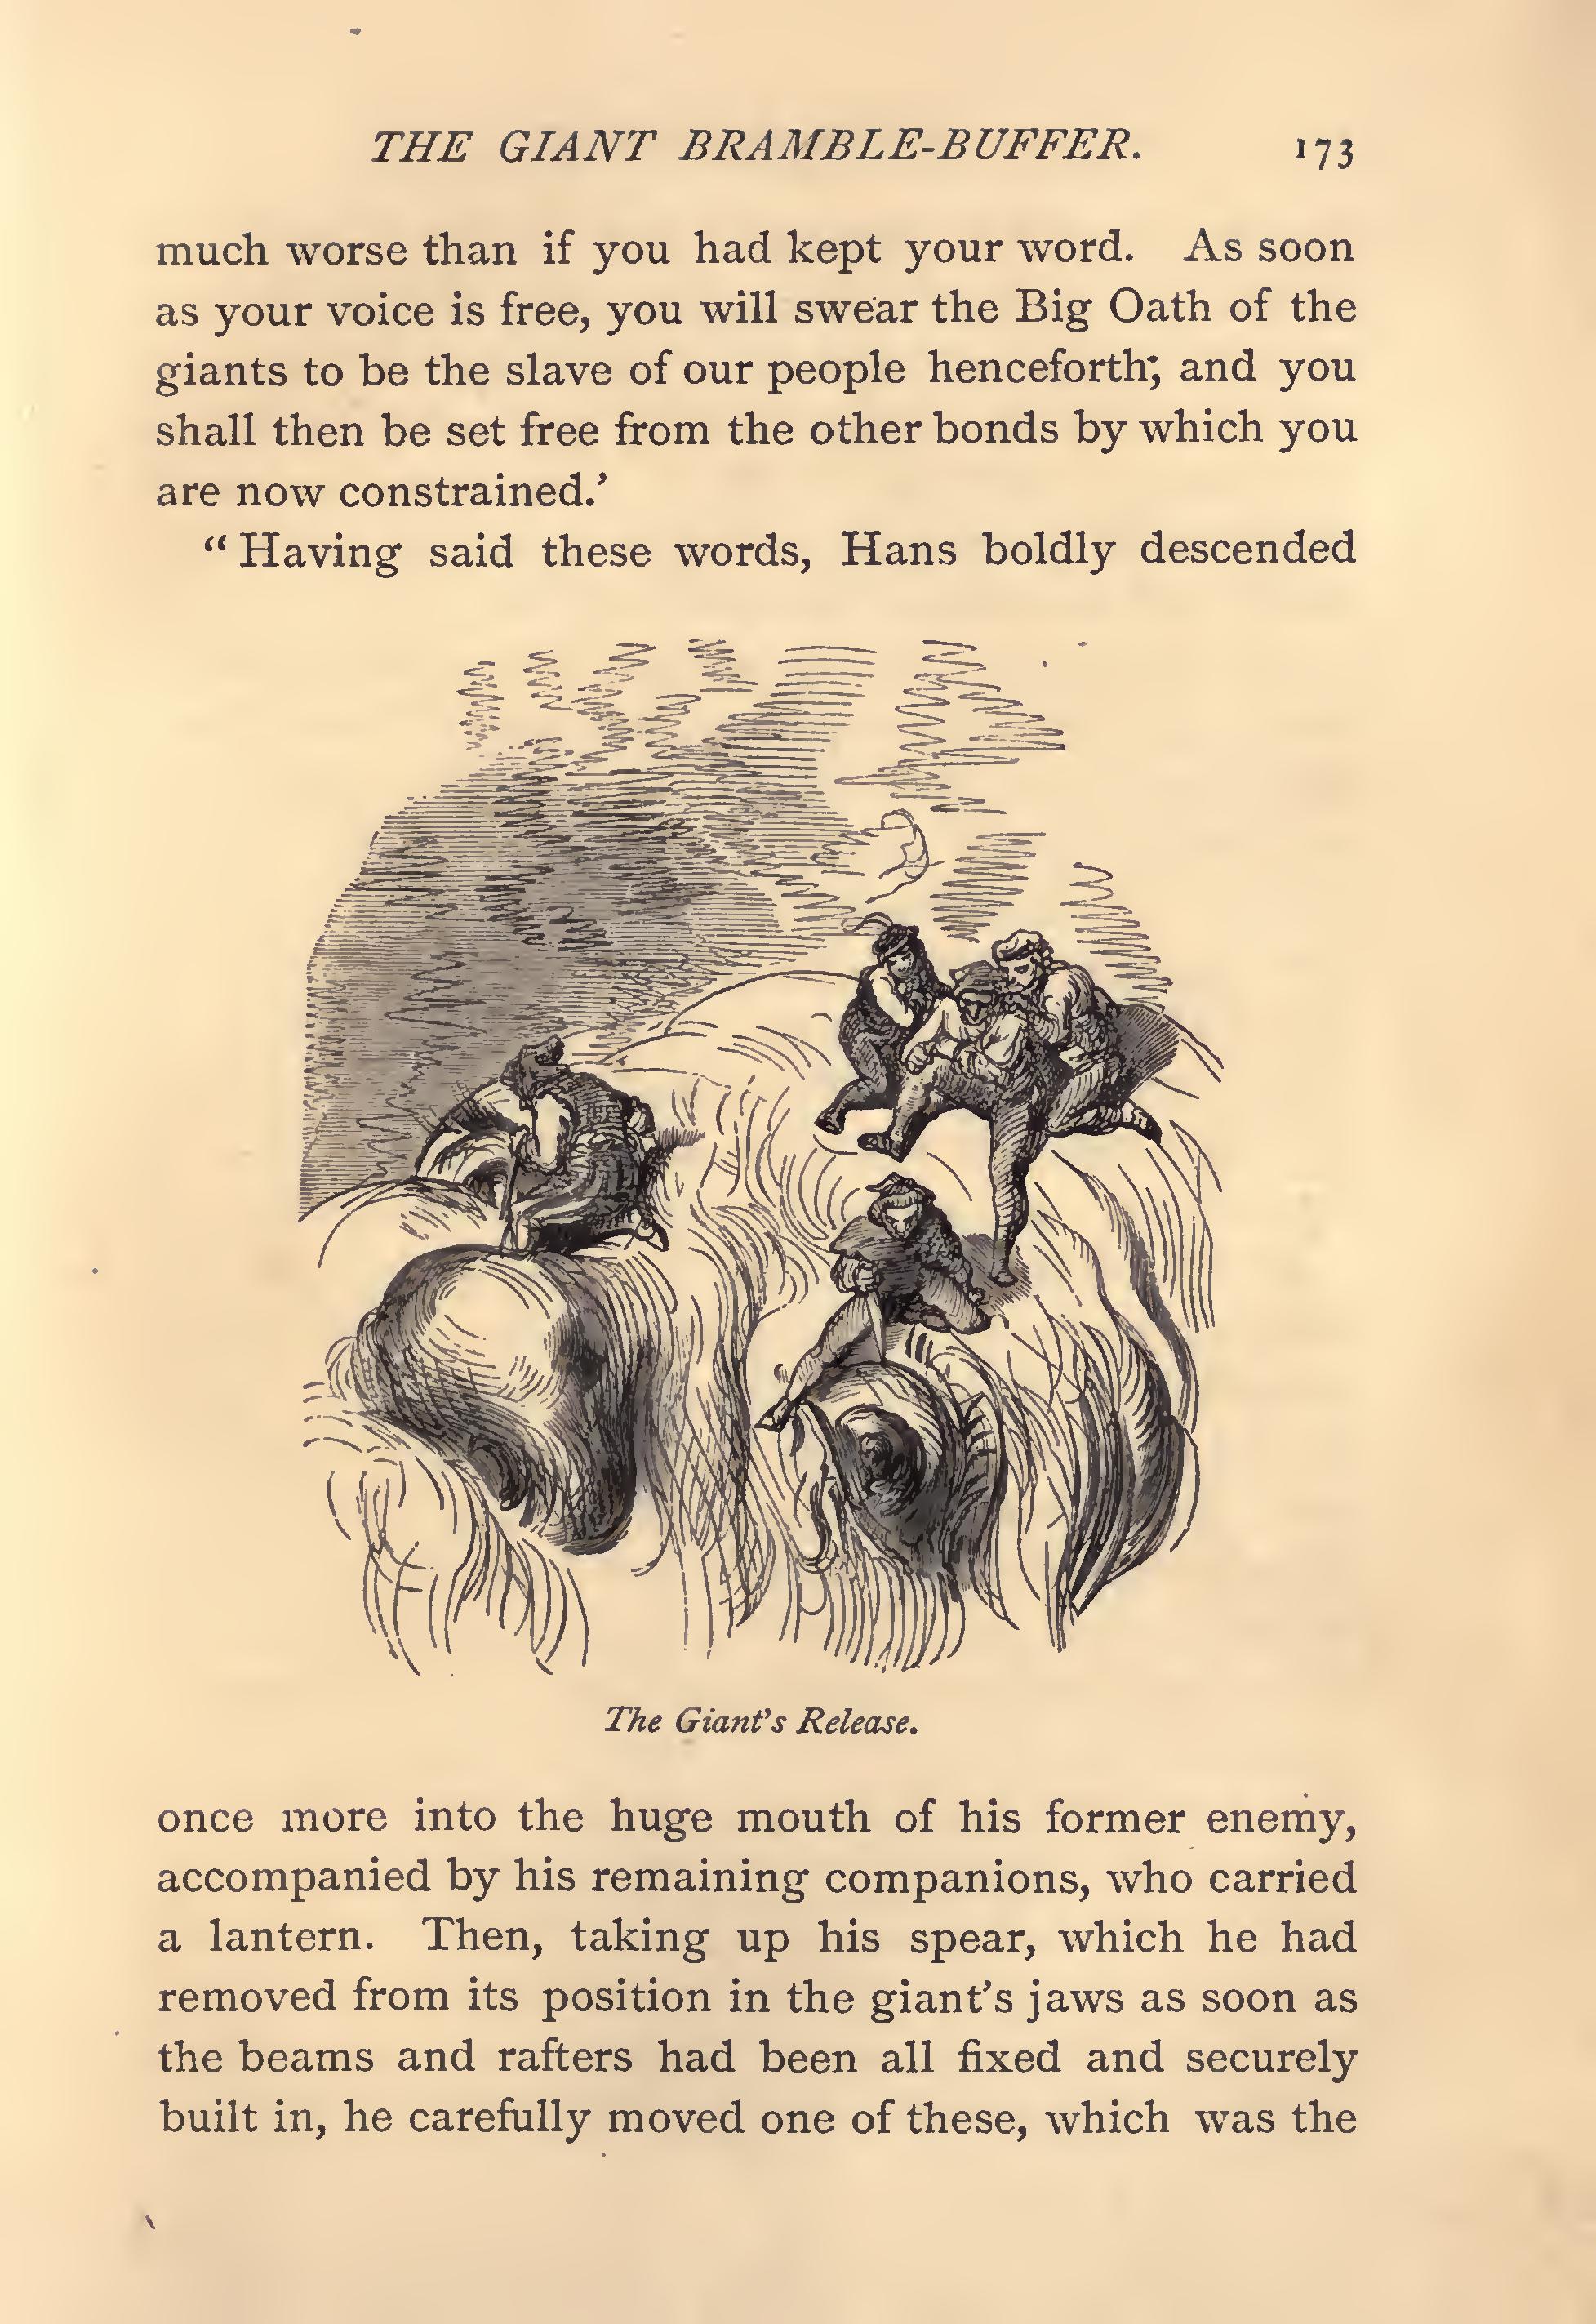 THE GIANT BRAMBLE-BUFFER. 173
much worse than if you had kept your word. As soon
as your voice is free, you will swear the Big Oath of the
giants to be the slave of our people henceforth; and you
shall then be set free from the other bonds by which you
are now constrained.’
“Having said these words, Hans boldly descended
The Giant’s Release.
once more into the huge mouth of his former enemy,
accompanied by his remaining companions, who carried
a lantern. Then, taking up his spear, which he had
removed from its position in the giant’s jaws as soon as
the beams and rafters had been all fixed and securely
built in, he carefully moved one of these, which was the